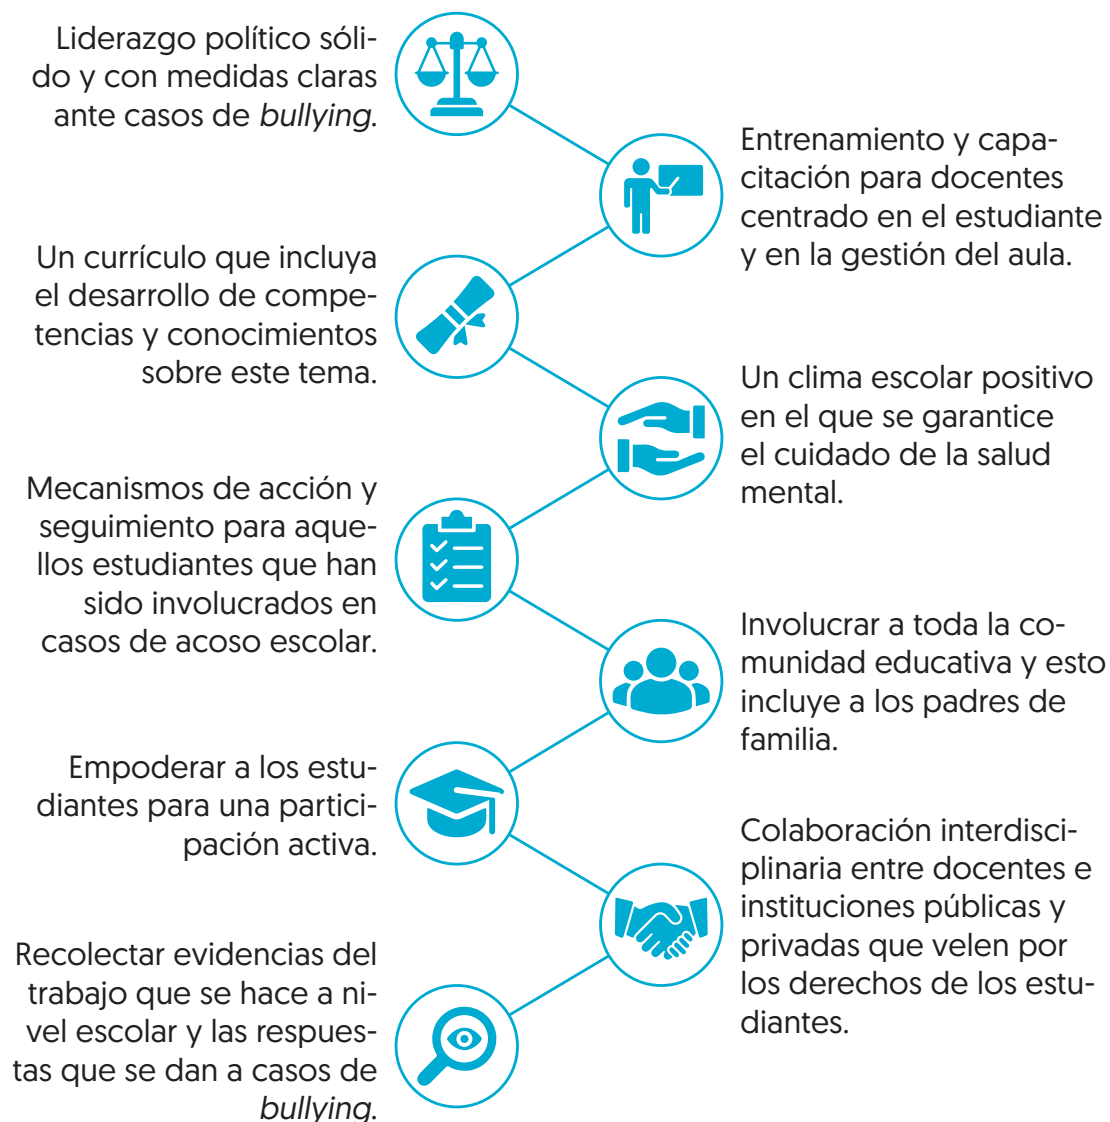 Liderazgo político sóli-
do y con medidas claras
ante casos de bullying.
Entrenamiento y capa-
citación para docentes
centrado en el estudiante
y en la gestión del aula.
Un currículo que incluya
el desarrollo de compe-
tencias y conocimientos
sobre este tema.
Un clima escolar positivo
en el que se garantice
el cuidado de la salud
mental.
Mecanismos de acción y
seguimiento para aque-
llos estudiantes que han
sido involucrados en
casos de acoso escolar.
Involucrar a toda la co-
munidad educativa y esto
incluye a los padres de
familia.
Empoderar a los estu-
diantes para una partici-
pación activa.
Colaboración interdisci-
plinaria entre docentes e
instituciones públicas y
privadas que velen por
los derechos de los estu-
diantes.
Recolectar evidencias del
trabajo que se hace a ni-
vel escolar y las respues-
tas que se dan a casos de
bullying.